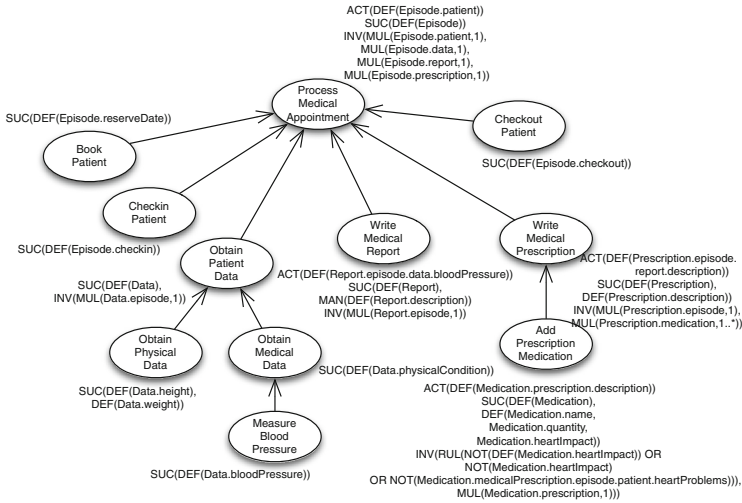 ACT(DEF(Episode.patient))
SUC(DEF(Episode))
INV(MUL(Episode.patient,1),
MUL(Episode.data,1),
MUL(Episode.report,1),
MUL(Episode.prescription,1))
Process
Medical
Appointment
SUC(DEF(Episode.reserveDate))
Book
Patient
Checkout
Patient
SUC(DEF(Episode.checkout))
Checkin
Patient
SUC(DEF(Episode.checkin))
Obtain
Patient
Data
SUC(DEF(Data),
INV(MUL(Data.episode,1))
Write
Medical
Report
ACT(DEF(Report.episode.data.bloodPressure))
SUC(DEF(Report),
MAN(DEF(Report.description))
INV(MUL(Report.episode,1))
Write
Medical
Prescription
ACT(DEF(Prescription.episode.
report.description))
SUC(DEF(Prescription),
DEF(Prescription.description))
INV(MUL(Prescription.episode,1),
MUL(Prescription.medication,1..*))
Obtain
Physical
Data
SUC(DEF(Data.height),
DEF(Data.weight))
Obtain
Medical
Data
SUC(DEF(Data.physicalCondition))
Add
Prescription
Medication
ACT(DEF(Medication.prescription.description))
SUC(DEF(Medication),
DEF(Medication.name,
Medication.quantity,
Medication.heartImpact))
INV(RUL(NOT(DEF(Medication.heartImpact)) OR
NOT(Medication.heartImpact)
OR NOT(Medication.medicalPrescription.episode.patient.heartProblems))),
MUL(Medication.prescription,1)))
Measure
Blood
Pressure
SUC(DEF(Data.bloodPressure))